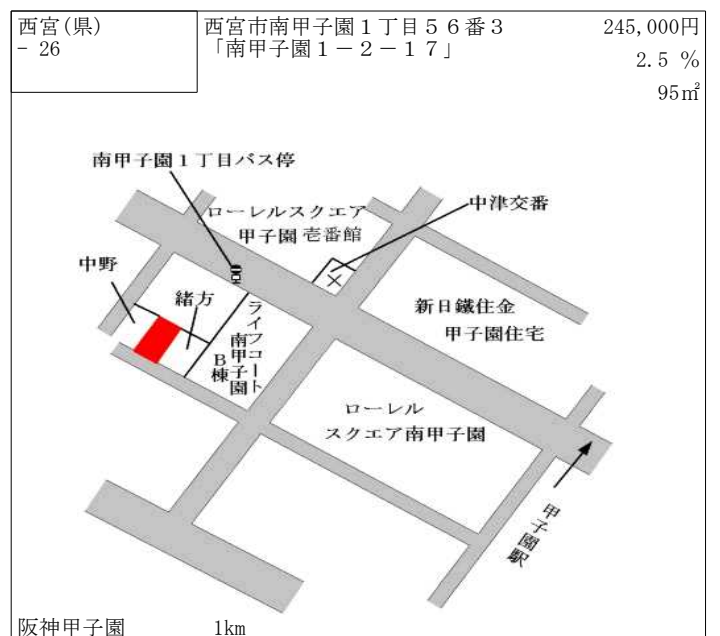 西宮(県)
- 26
西宮市南甲子園１丁目５６番３
「南甲子園１－２－１７」
245,000円
2.5 %
95㎡
南甲子園１丁目バス停
ローレルスクエア
甲子園壱番館
中津交番
中野
緒方
ライフコート
南甲子園
B棟
新日鐵住金
甲子園住宅
ローレル
スクエア南甲子園
甲子園駅
阪神甲子園
1km